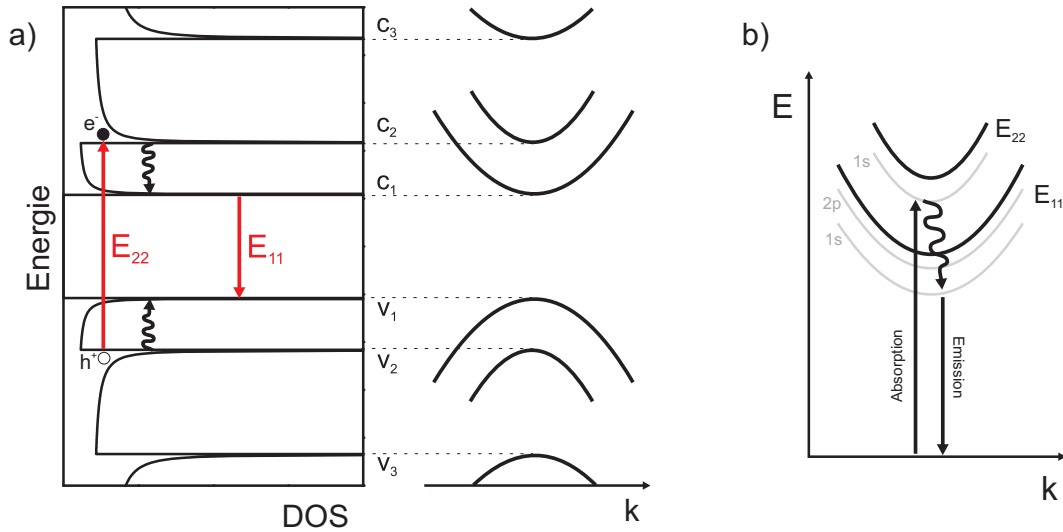 a)
Energie
DOS
e-
h+
E22
E11
c3
c2
c1
v1
v2
v3
k
b)
E
E22
1s
2p
E11
1s
Absorption
Emission
k